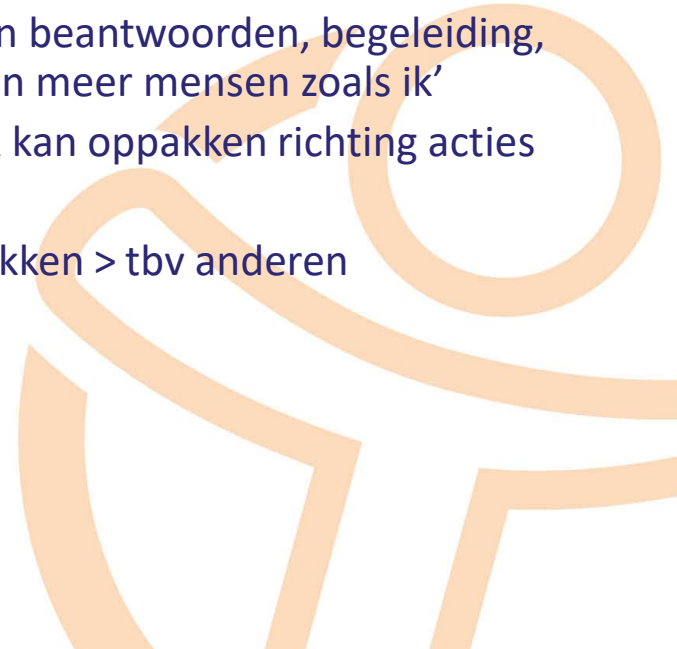 n beantwoorden, begeleiding,
n meer mensen zoals ik’
kan oppakken richting acties
kken > tbv anderen